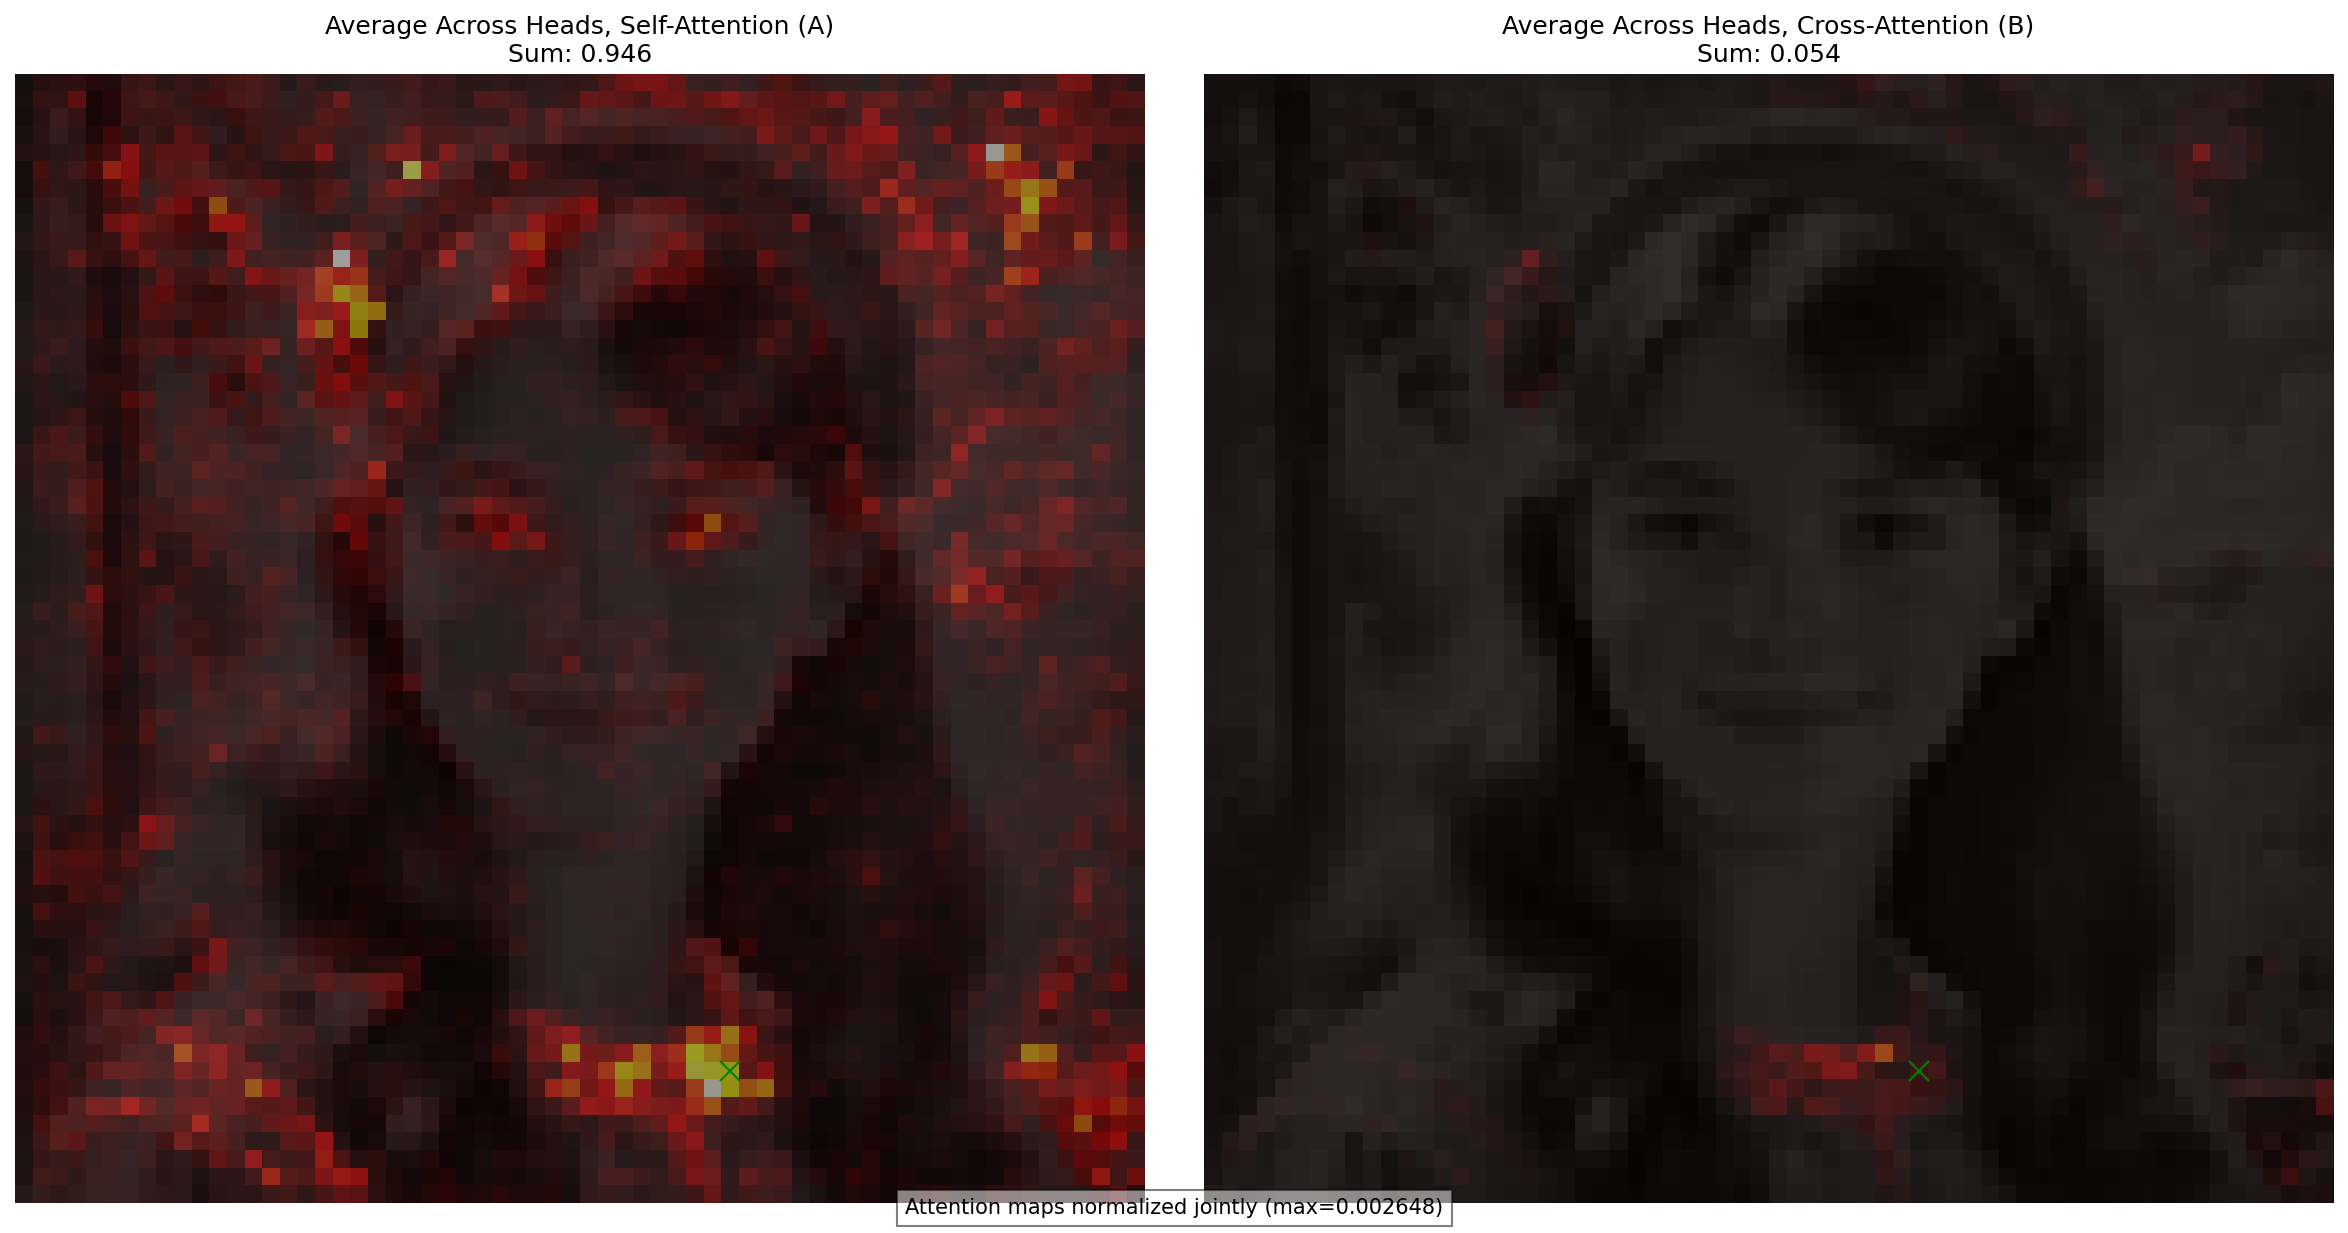 Average Across Heads, Self-Attention (A)
Sum: 0.946
Average Across Heads, Cross-Attention (B)
Sum: 0.054
Attention maps normalized jointly (max=0.002648)